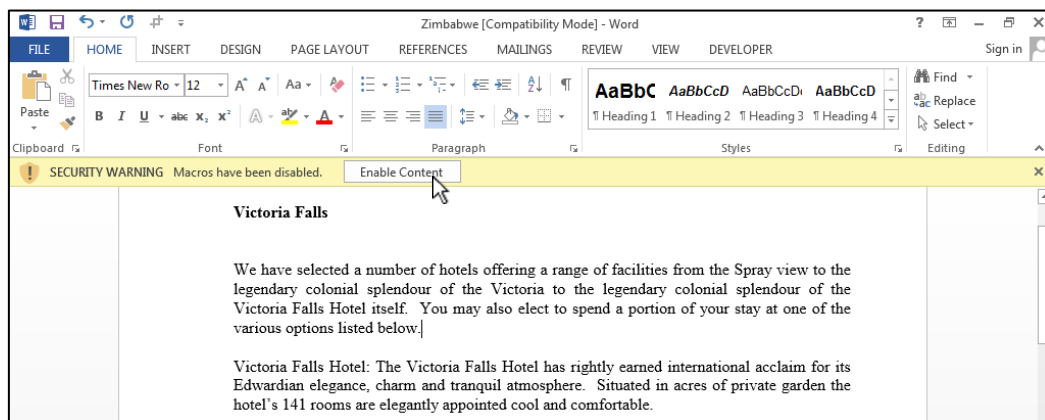 Zimbabwe [Compatibility Mode] - Word
FILE HOME INSERT DESIGN PAGE LAYOUT REFERENCES MAILINGS REVIEW VIEW DEVELOPER Sign in
Times New Ro 12 A A Aa Find
Paste AaBbC AaBbCcD AaBbCcDı AaBbCcD Replace
B I U abc X₂ X² A aby A ¶ Heading 1 ¶ Heading 2 ¶ Heading 3 ¶ Heading 4 Select
Clipboard Font Paragraph Styles Editing
! SECURITY WARNING Macros have been disabled. Enable Content
Victoria Falls
We have selected a number of hotels offering a range of facilities from the Spray view to the
legendary colonial splendour of the Victoria to the legendary colonial splendour of the
Victoria Falls Hotel itself. You may also elect to spend a portion of your stay at one of the
various options listed below.
Victoria Falls Hotel: The Victoria Falls Hotel has rightly earned international acclaim for its
Edwardian elegance, charm and tranquil atmosphere. Situated in acres of private garden the
hotel's 141 rooms are elegantly appointed cool and comfortable.